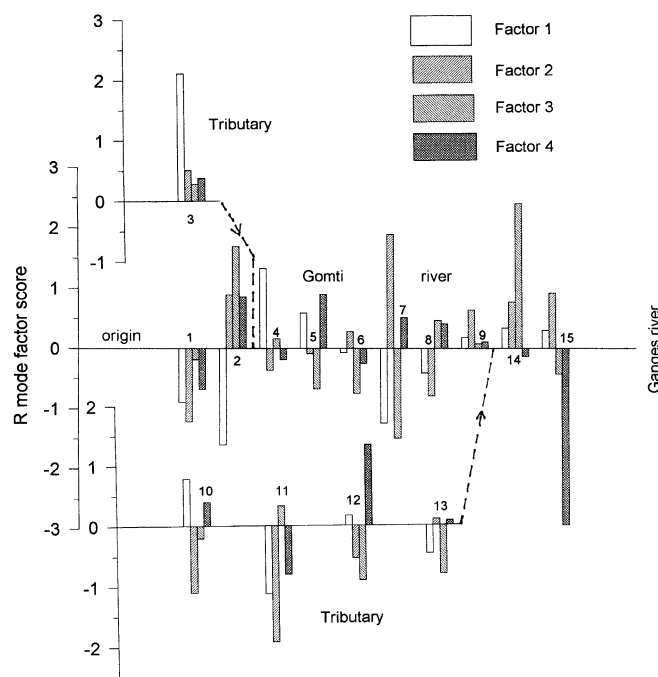 Factor 1
Factor 2
Factor 3
Factor 4
3
2
1
0
-1
Tributary
3
R mode factor score
3
2
1
0
-1
-2
-3
origin
Gomti
river
1
2
4
5
6
7
8
9
14
15
Ganges river
2
1
0
-1
-2
10
11
12
13
Tributary